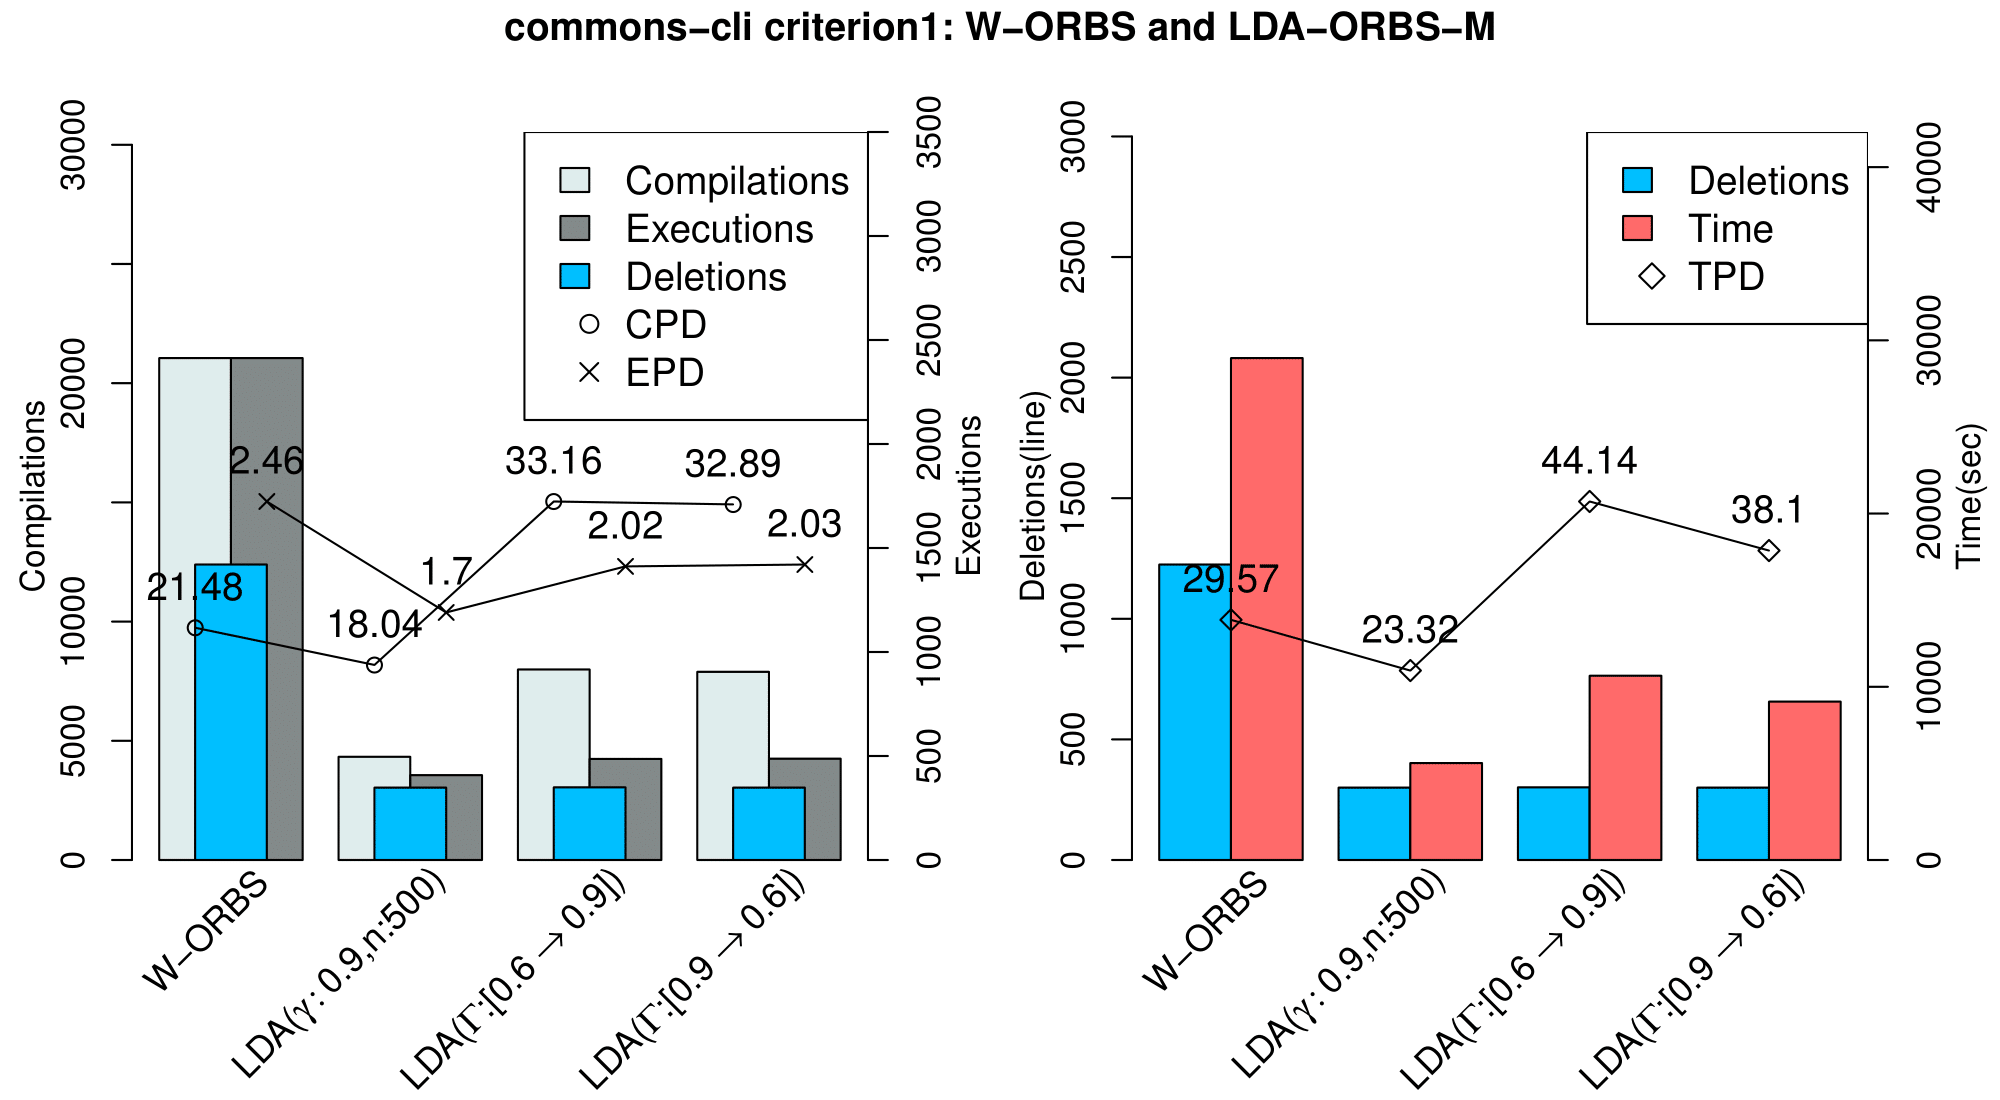 commons−cli criterion1: W−ORBS and LDA−ORBS−M
Compilations
0
5000
10000
20000
30000
Executions
0
500
1000
1500
2000
2500
3000
3500
Compilations
Executions
Deletions
CPD
EPD
2.46
21.48
18.04
1.7
33.16
2.02
32.89
2.03
W−ORBS
LDA(γ: 0.9,n:500)
LDA(Γ:[0.6 → 0.9])
LDA(Γ:[0.9 → 0.6])
Deletions(line)
0
500
1000
1500
2000
2500
3000
Time(sec)
0
10000
20000
30000
40000
Deletions
Time
TPD
29.57
23.32
44.14
38.1
W−ORBS
LDA(γ: 0.9,n:500)
LDA(Γ:[0.6 → 0.9])
LDA(Γ:[0.9 → 0.6])